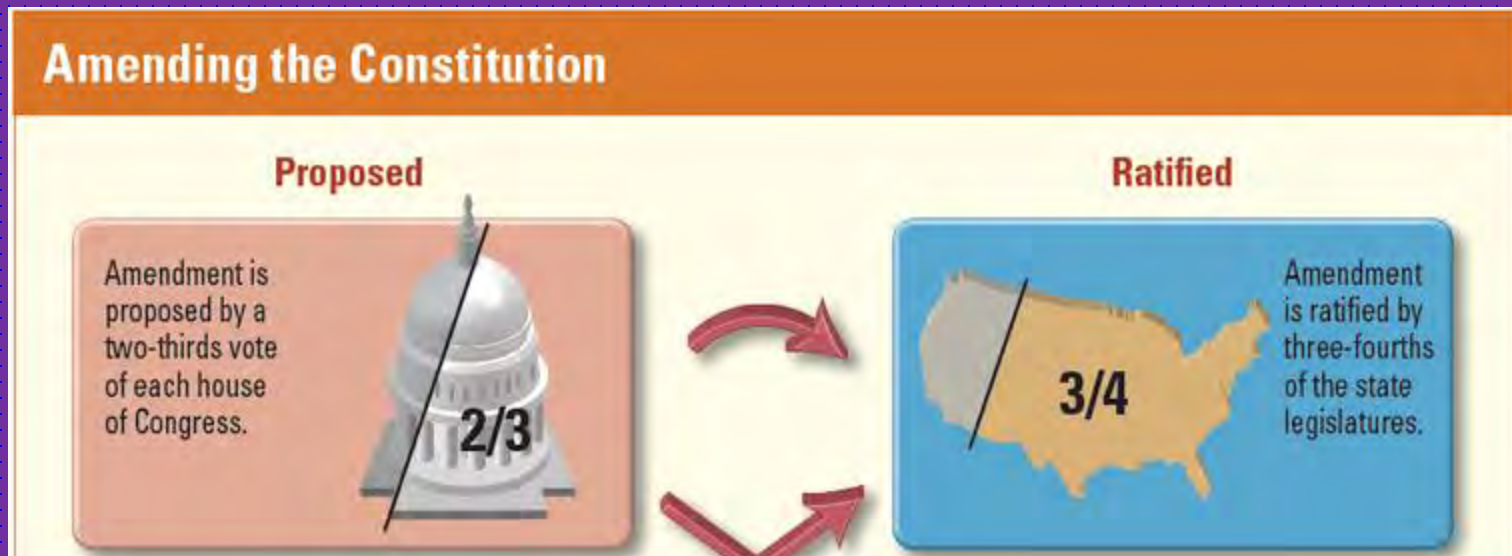 Amending the Constitution
Proposed
Amendment is
proposed by a
two-thirds vote
of each house
of Congress.
2/3
Ratified
3/4
Amendment
is ratified by
three-fourths
of the state
legislatures.